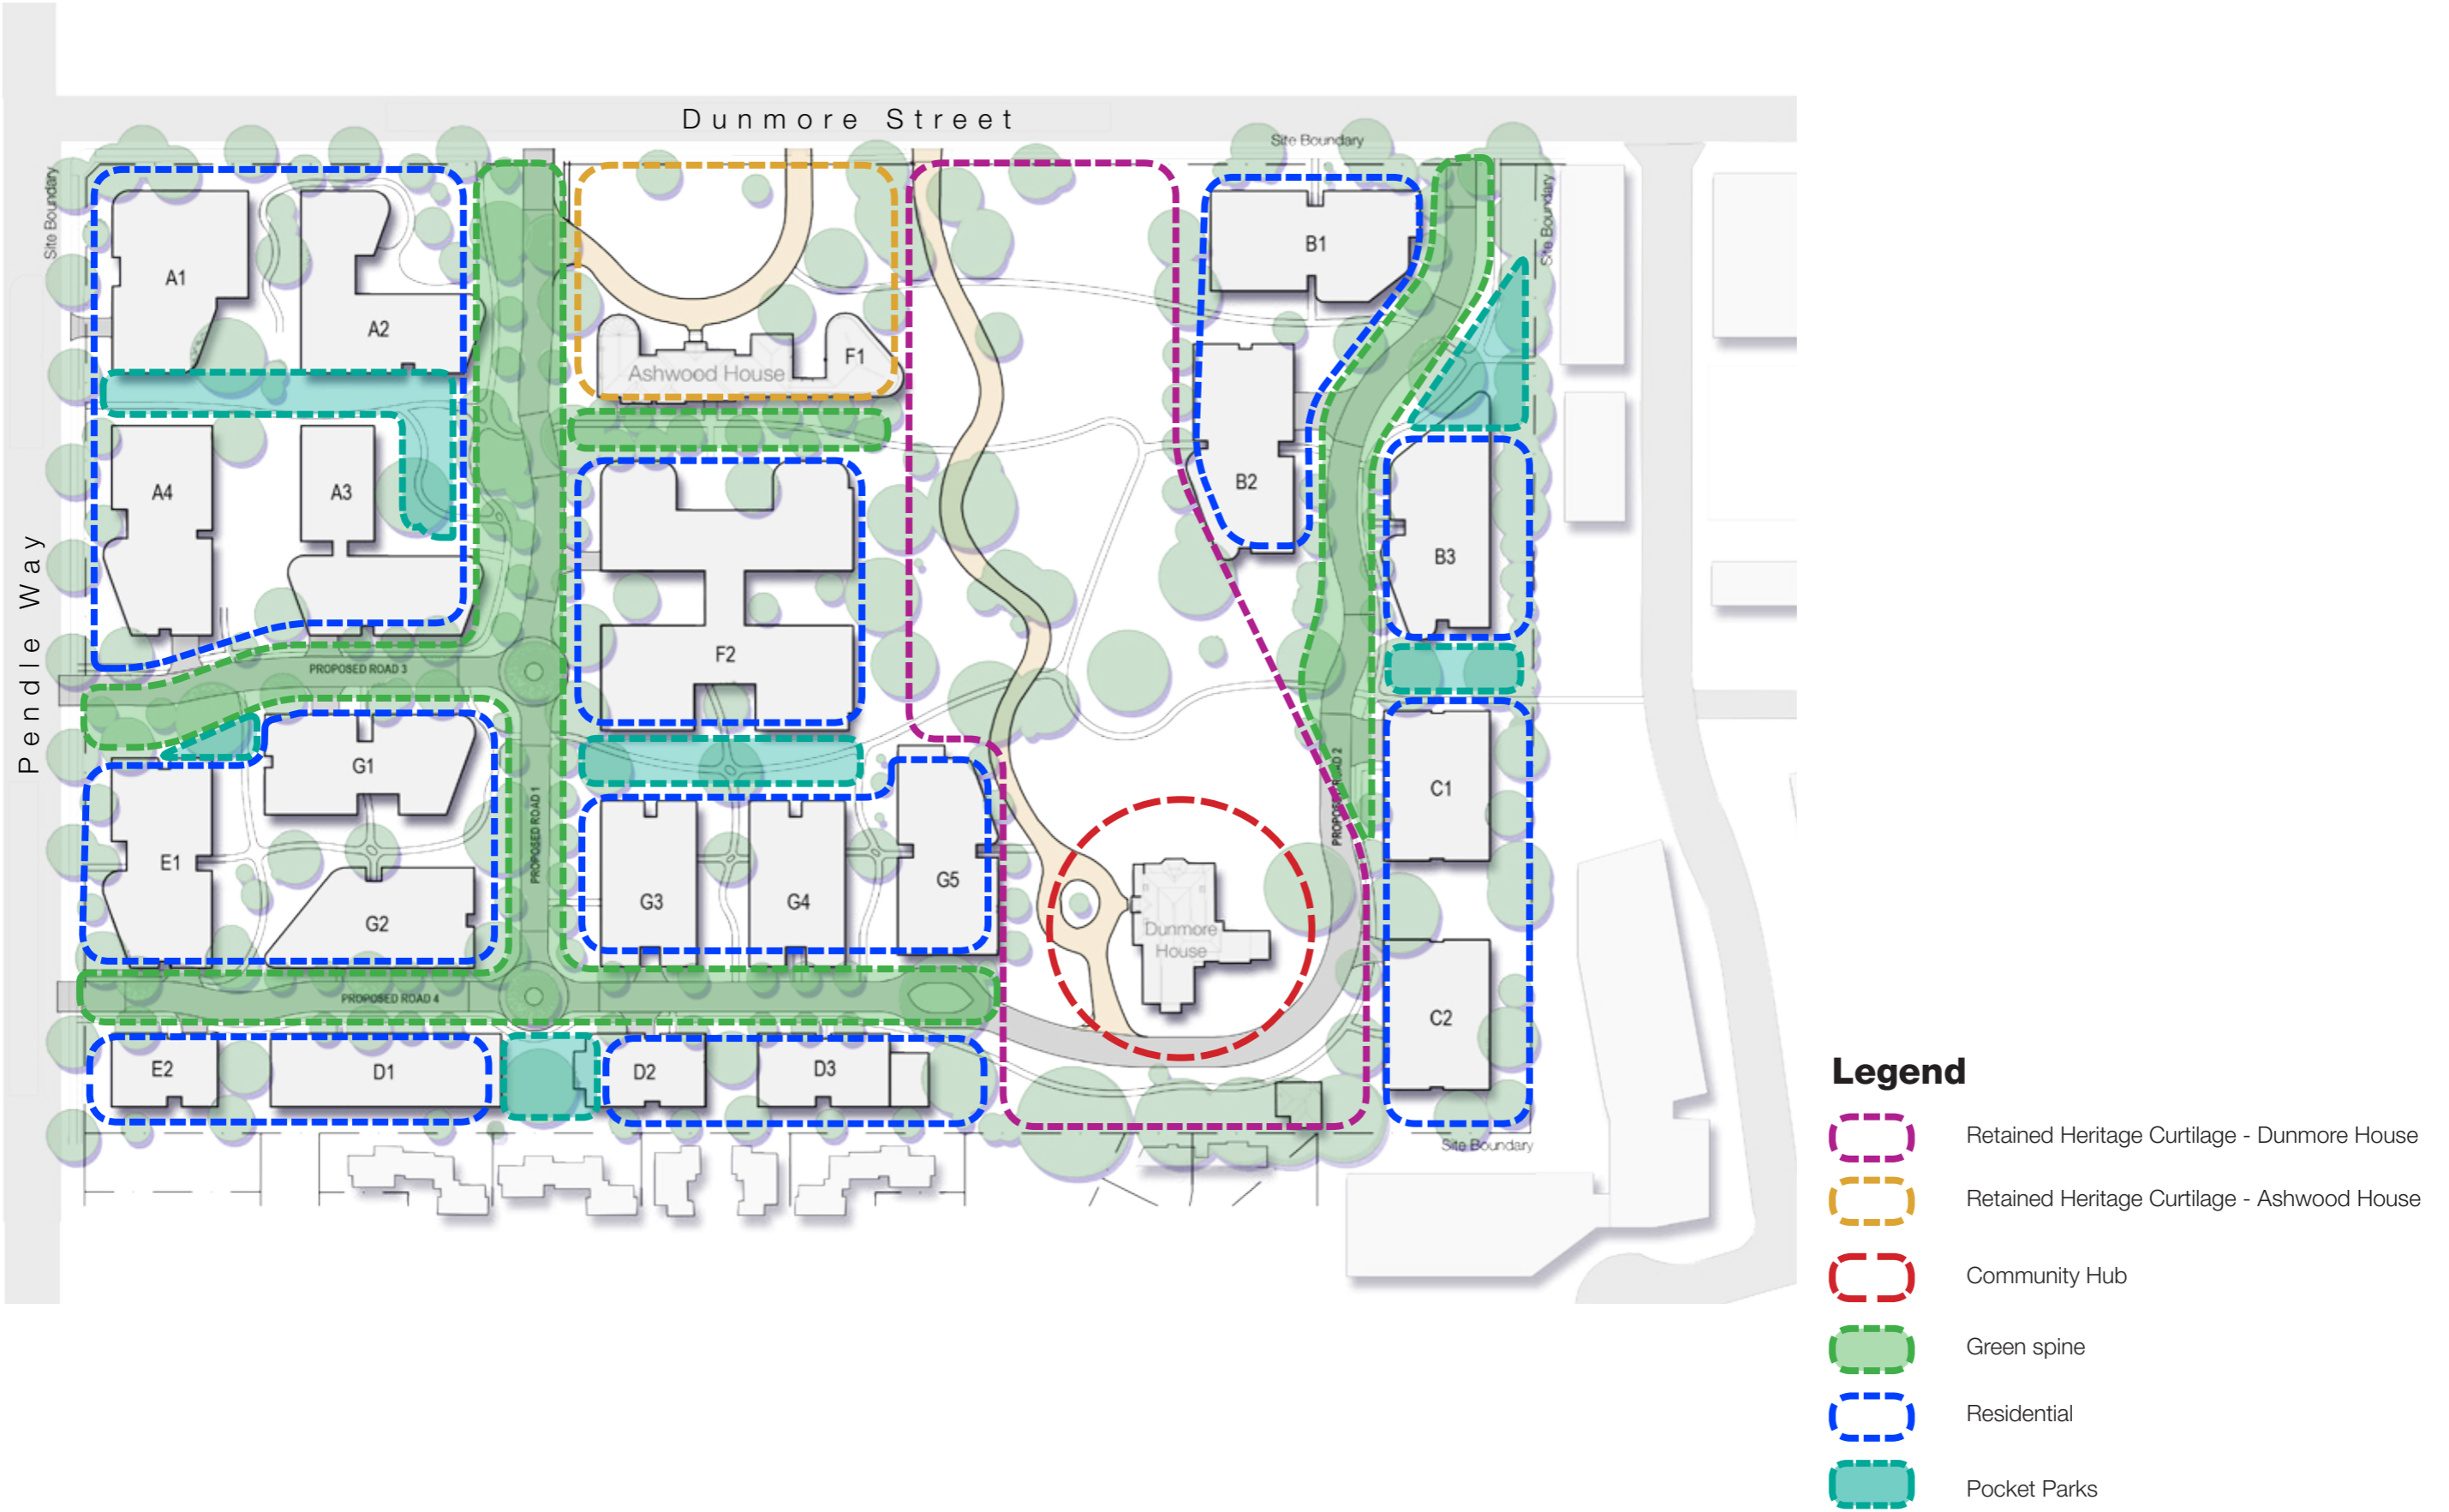 Dunmore Street
Site Boundary
Site Boundary
Site Boundary
A1
A2
B1
F1
Ashwood House
A4
A3
B2
B3
Pendle Way
F2
PROPOSED ROAD 3
G1
C1
PROPOSED ROAD 1
PROPOSED ROAD 2
E1
G2
G3
G4
G5
Dunmore
House
PROPOSED ROAD 4
C2
E2
D1
D2
D3
Site Boundary
Legend
Retained Heritage Curtilage - Dunmore House
Retained Heritage Curtilage - Ashwood House
Community Hub
Green spine
Residential
Pocket Parks